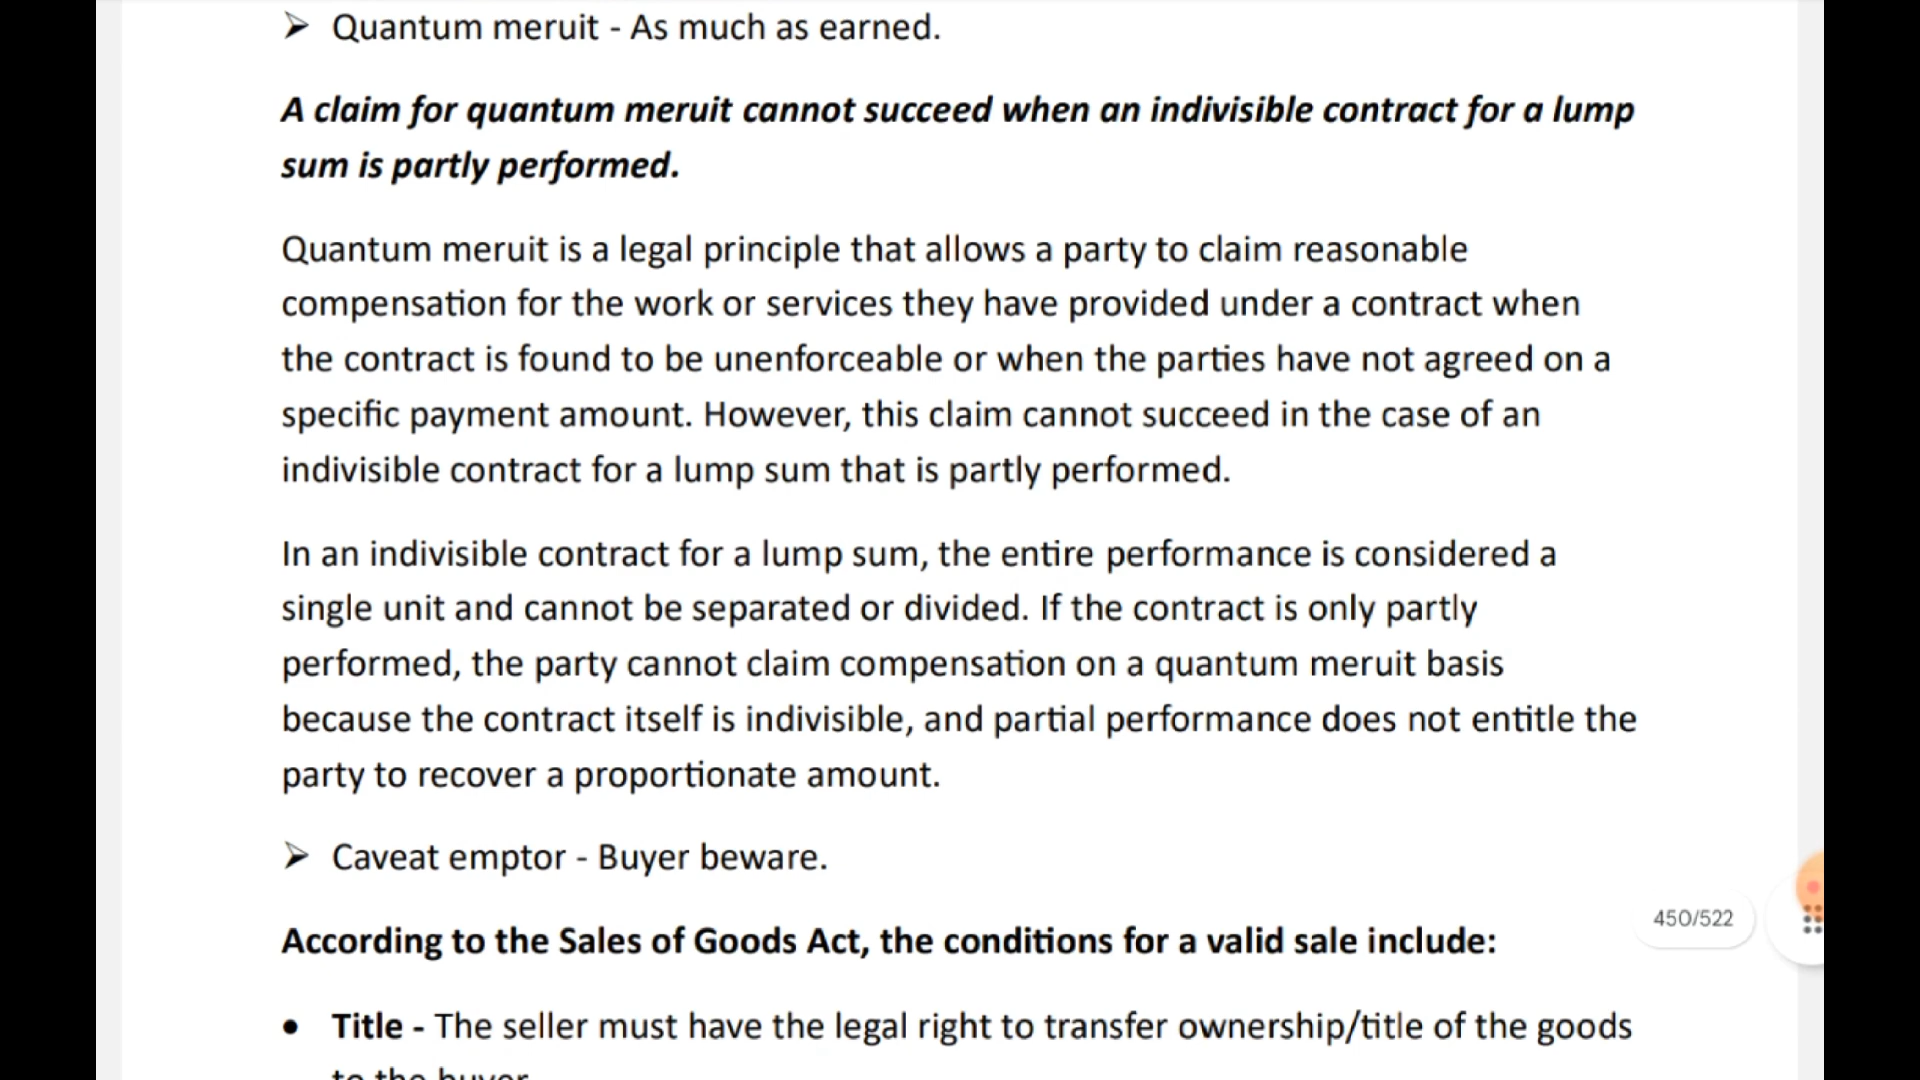 ➢ Quantum meruit - As much as earned.
A claim for quantum meruit cannot succeed when an indivisible contract for a lump
sum is partly performed.
Quantum meruit is a legal principle that allows a party to claim reasonable
compensation for the work or services they have provided under a contract when
the contract is found to be unenforceable or when the parties have not agreed on a
specific payment amount. However, this claim cannot succeed in the case of an
indivisible contract for a lump sum that is partly performed.
In an indivisible contract for a lump sum, the entire performance is considered a
single unit and cannot be separated or divided. If the contract is only partly
performed, the party cannot claim compensation on a quantum meruit basis
because the contract itself is indivisible, and partial performance does not entitle the
party to recover a proportionate amount.
➢ Caveat emptor - Buyer beware.
450/522
According to the Sales of Goods Act, the conditions for a valid sale include:
• Title - The seller must have the legal right to transfer ownership/title of the goods
to the buyer